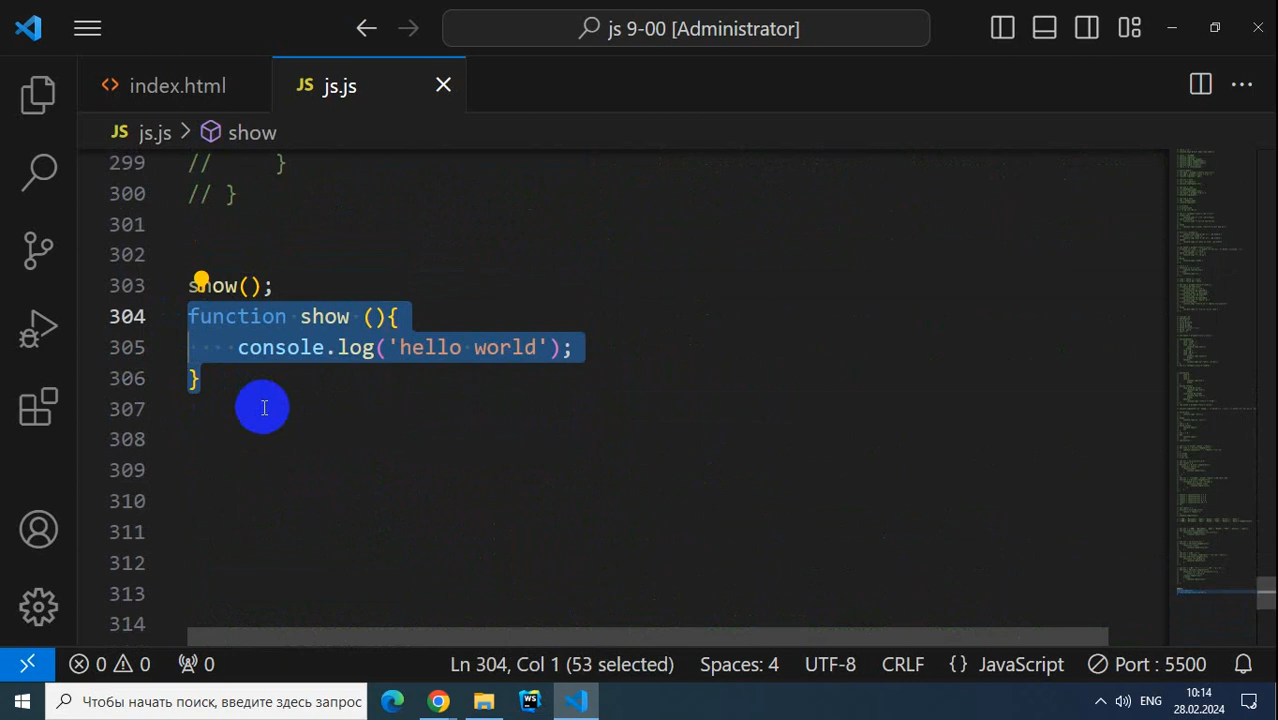 js 9-00 [Administrator]
index.html
JS js.js
JS js.js > show
299 // }
300 // }
301
302
303 show();
304 function show (){
305 console.log('hello world');
306 }
307
308
309
310
311
312
313
314
0 0 0 Ln 304, Col 1 (53 selected) Spaces: 4 UTF-8 CRLF {} JavaScript Port : 5500
Чтобы начать поиск, введите здесь запрос WS ENG 10:14
28.02.2024